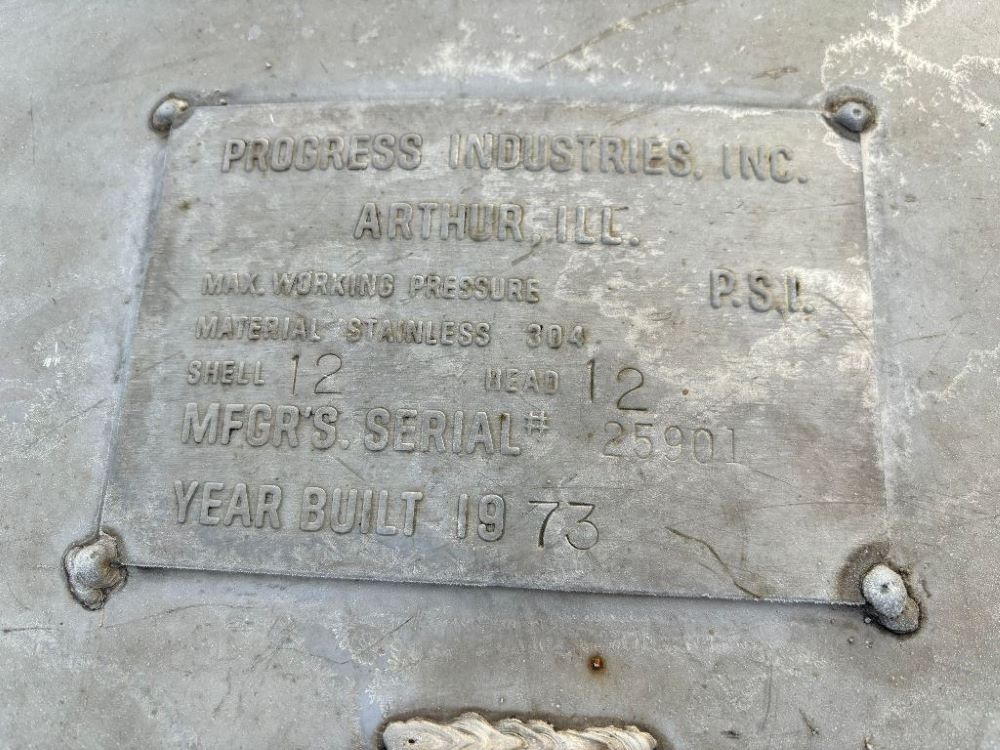 PROGRESS INDUSTRIES, INC.
ARTHUR, ILL.
MAX. WORKING PRESSURE P.S.I.
MATERIAL STAINLESS 304
SHELL 12 HEAD 12
MFGR'S. SERIAL # 25901
YEAR BUILT 1973